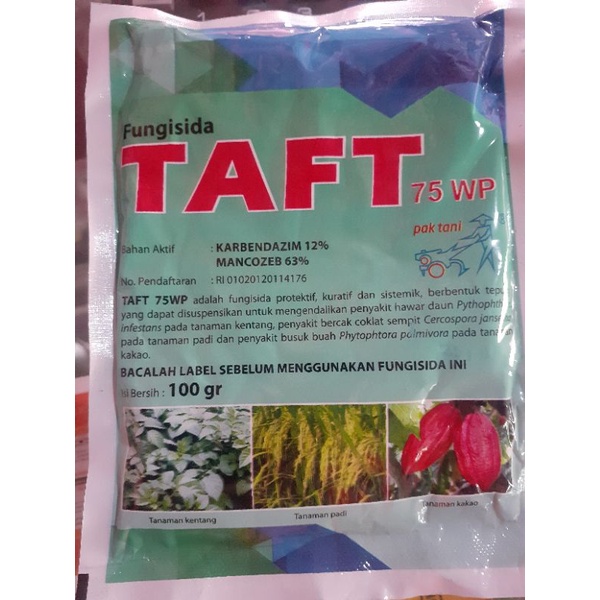 Fungisida
TAFT
75 WP
pak tani
Bahan Aktif : KARBENDAZIM 12%
MANCOZEB 63%
No. Pendaftaran : RI 01020120114176
TAFT 75WP adalah fungisida protektif, kuratif dan sistemik, berbentuk
yang dapat disuspensikan untuk mengendalikan penyakit hawar daun
infestans pada tanaman kentang, penyakit bercak coklat sempit Cercospora
pada tanaman padi dan penyakit busuk buah Phytophtora palmivora pada
kakao.
BACALAH LABEL SEBELUM MENGGUNAKAN FUNGISIDA INI
Bersih : 100 gr
Tanaman kentang
Tanaman padi
Tanaman kakao